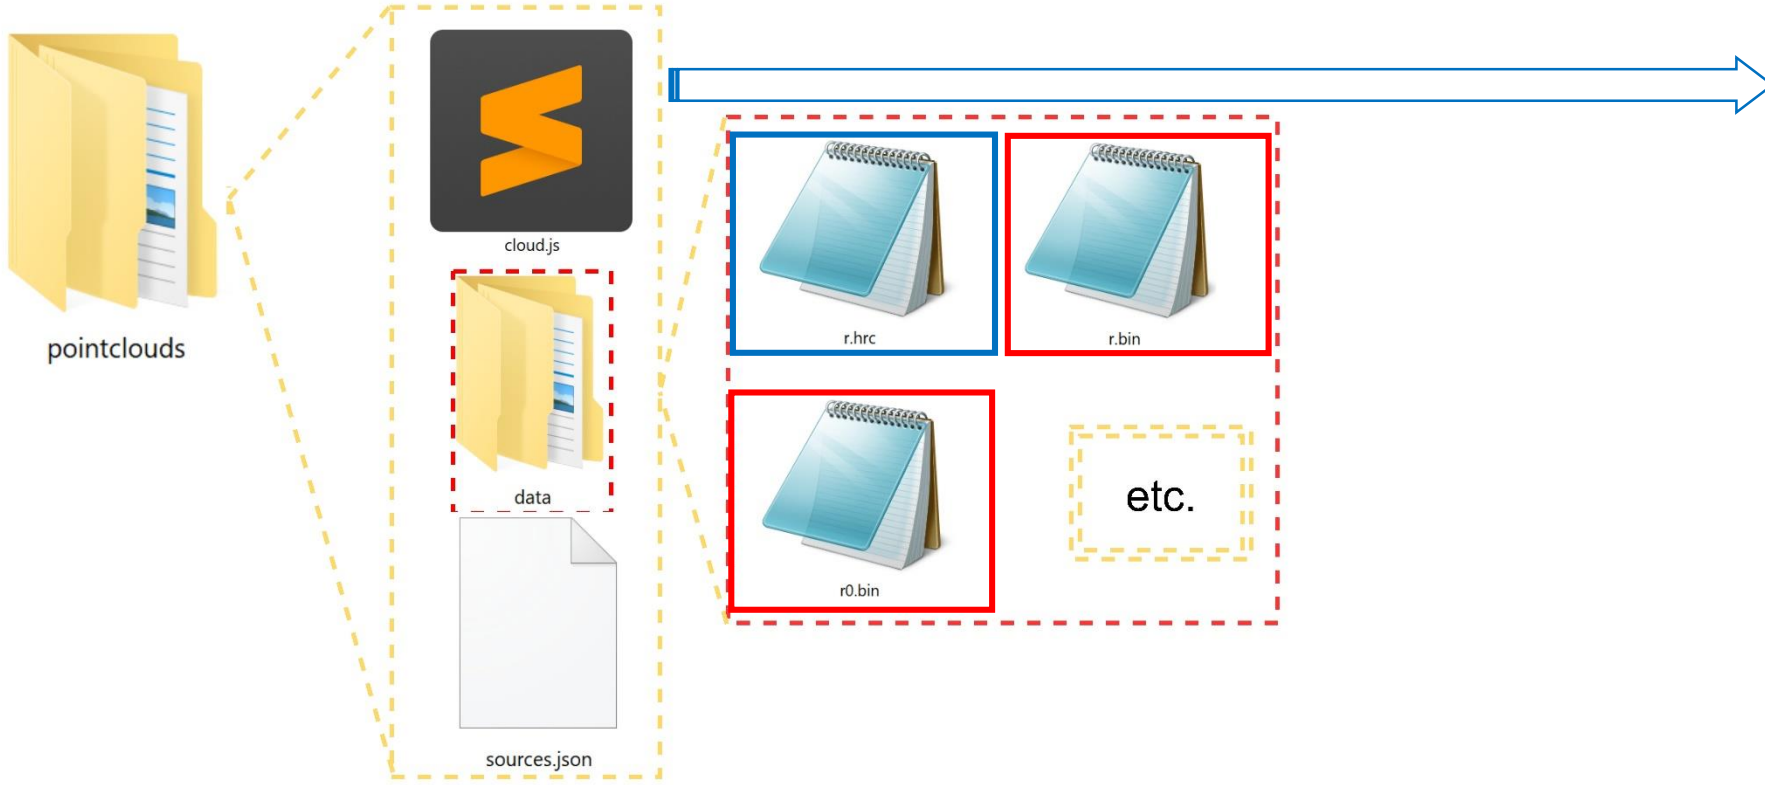 pointclouds
cloud.js
data
sources.json
r.hrc
r.bin
r0.bin
etc.